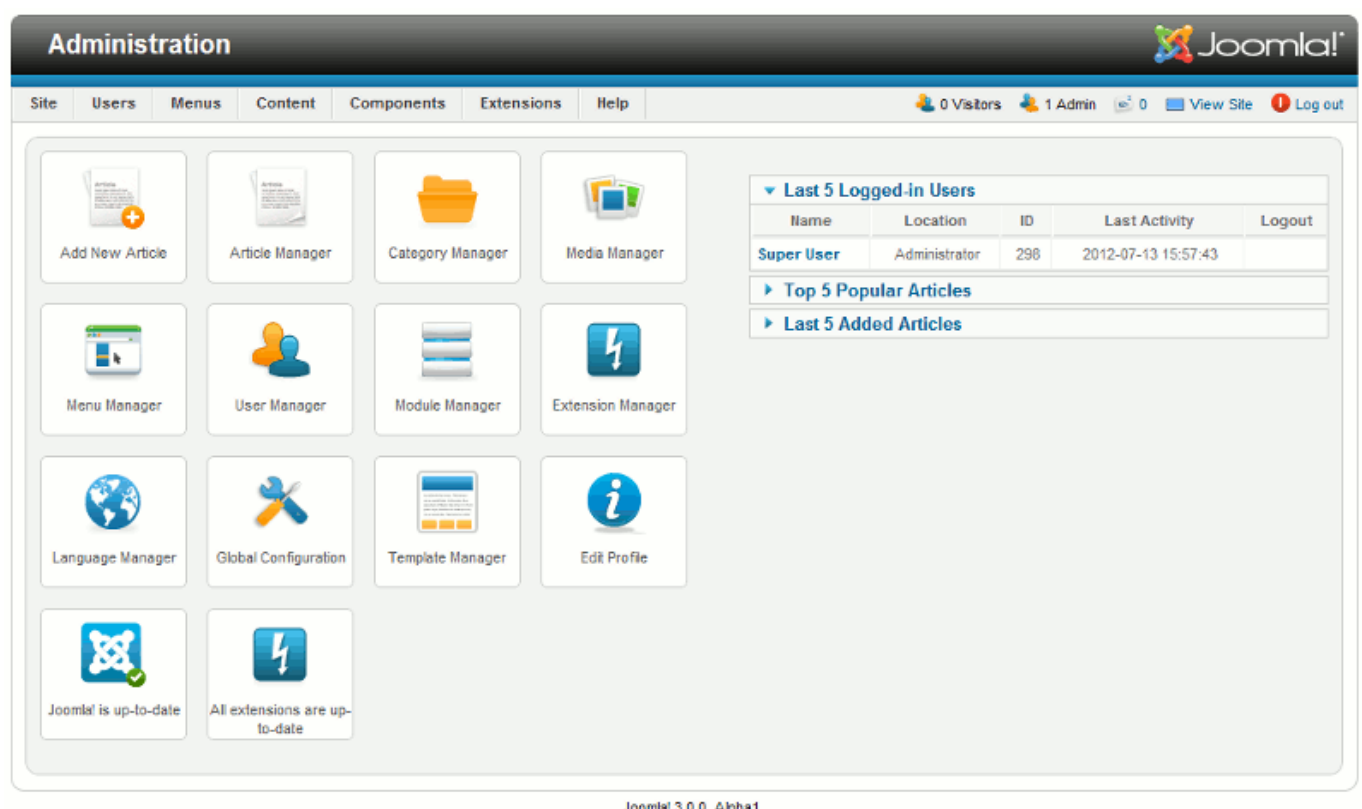 Administration
Joomla!
Site Users Menus Content Components Extensions Help
0 Visitors 1 Admin 0 View Site Log out
Add New Article
Article Manager
Category Manager
Media Manager
Menu Manager
User Manager
Module Manager
Extension Manager
Language Manager
Global Configuration
Template Manager
Edit Profile
Joomla! is up-to-date
All extensions are up-
to-date
Last 5 Logged-in Users
Name Location ID Last Activity Logout
Super User Administrator 298 2012-07-13 15:57:43
Top 5 Popular Articles
Last 5 Added Articles
Joomla! 3.0.0 Alpha1